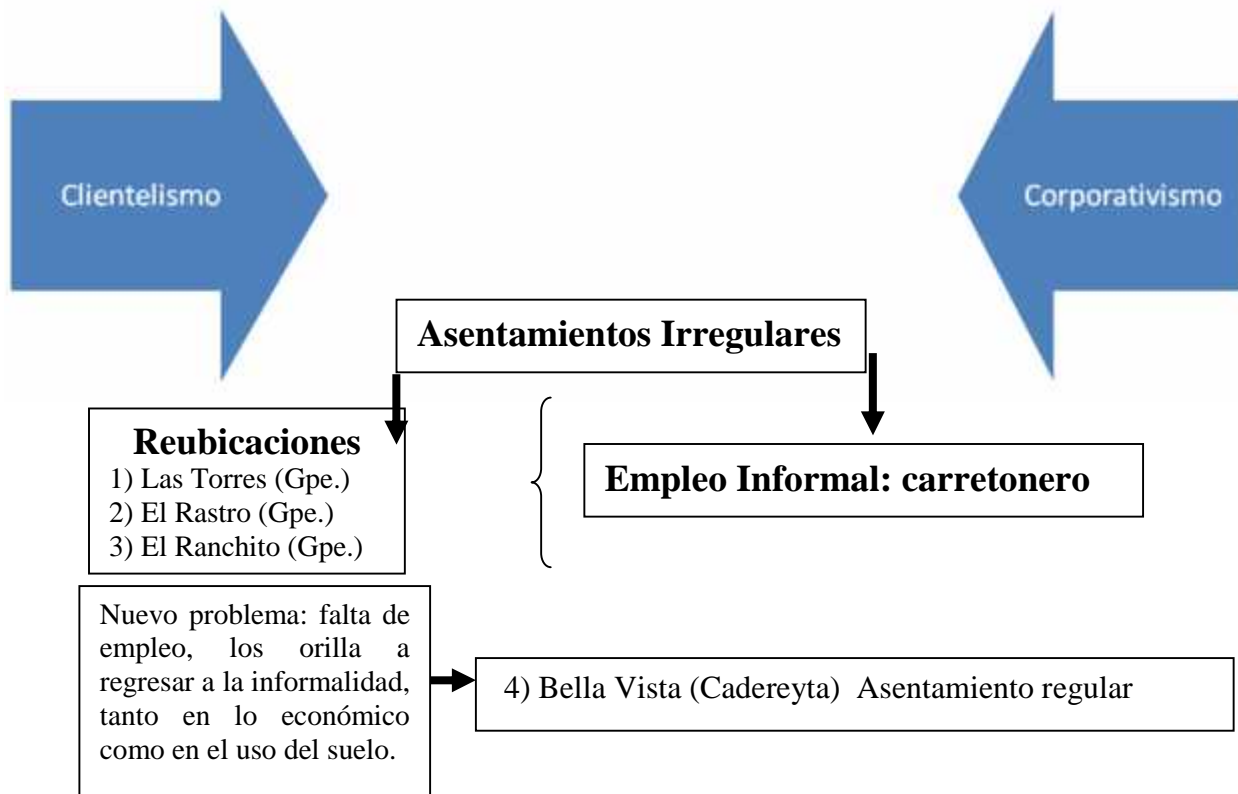 Clientelismo
Corporativismo
Asentamientos Irregulares
Reubicaciones
1) Las Torres (Gpe.)
2) El Rastro (Gpe.)
3) El Ranchito (Gpe.)
Empleo Informal: carretonero
Nuevo problema: falta de
empleo, los orilla a
regresar a la informalidad,
tanto en lo económico
como en el uso del suelo.
4) Bella Vista (Cadereyta) Asentamiento regular